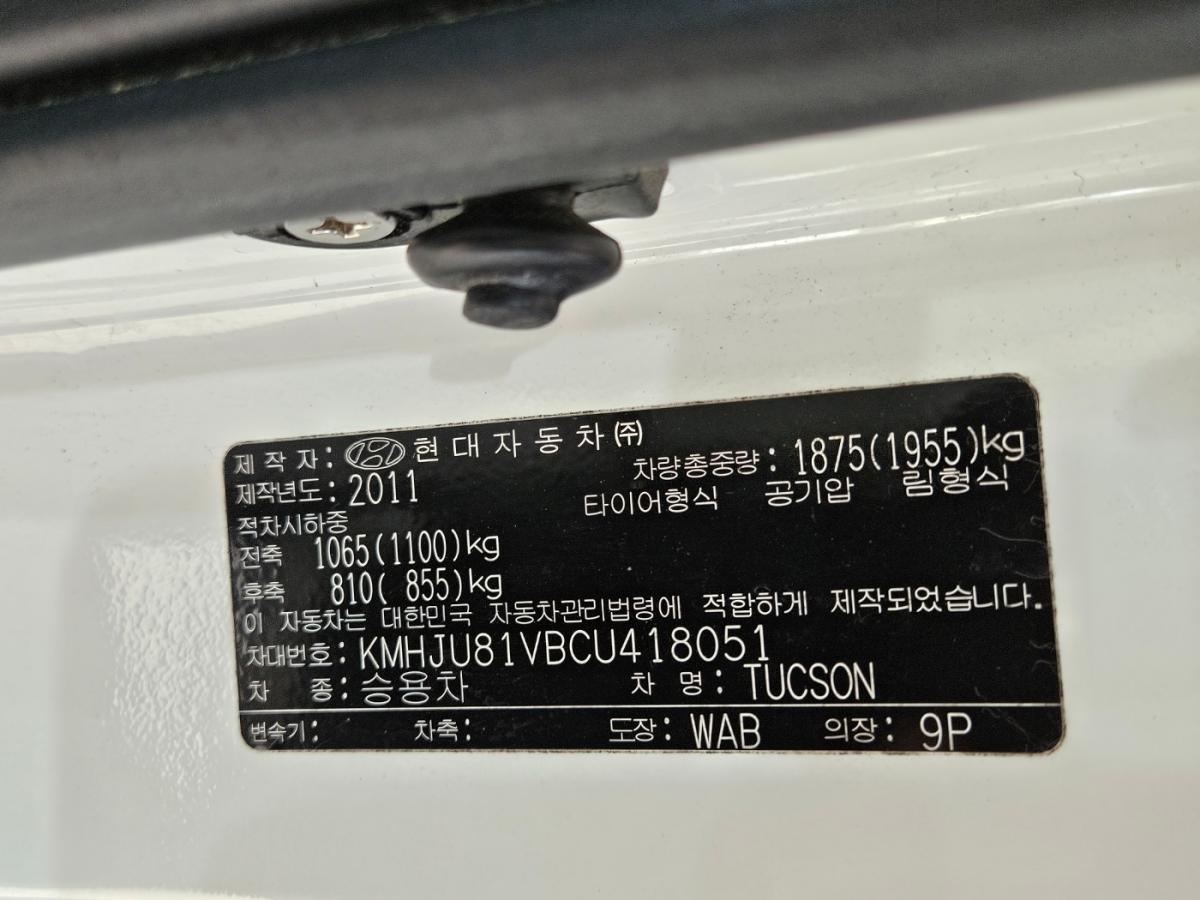 제 작 자: 현대자동차(주)
제작년도: 2011 차량총중량: 1875(1955)kg
적차시하중 타이어형식 공기압 림형식
전축 1065(1100)kg
후축 810( 855)kg
이 자동차는 대한민국 자동차관리법령에 적합하게 제작되었습니다.
차대번호: KMHJU81VBCU418051
차 종: 승용차 차 명: TUCSON
변속기: 차축: 도장: WAB 의장: 9P